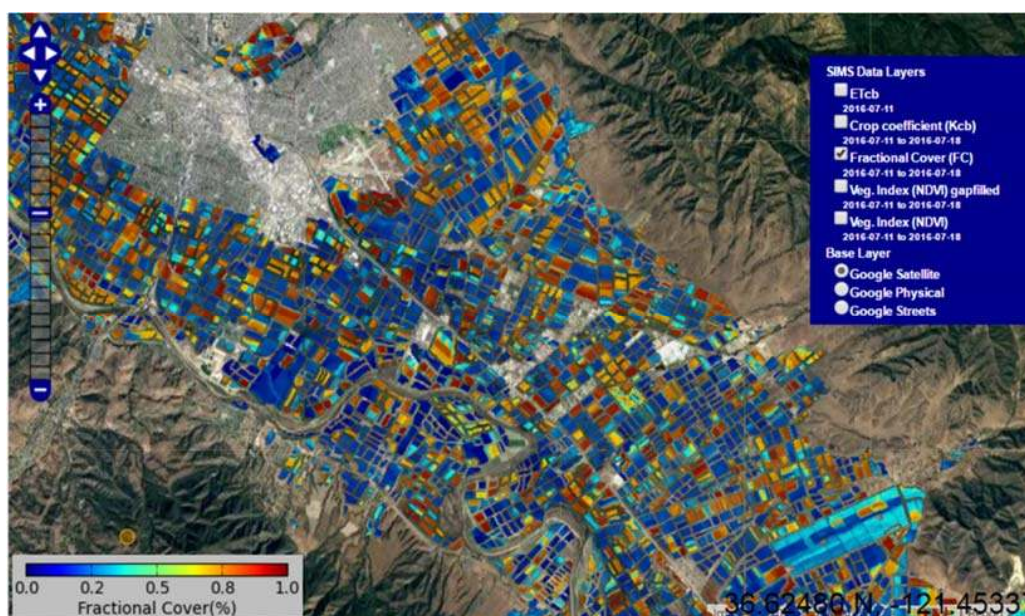 SIMS Data Layers
ETcb
2016-07-11
Crop coefficient (Kcb)
2016-07-11 to 2016-07-18
Fractional Cover (FC)
2016-07-11 to 2016-07-18
Veg. Index (NDVI) gapfilled
2016-07-11 to 2016-07-18
Veg. Index (NDVI)
2016-07-11 to 2016-07-18
Base Layer
Google Satellite
Google Physical
Google Streets
0.0 0.2 0.5 0.8 1.0
Fractional Cover(%)
36.62480 N, -121.4533